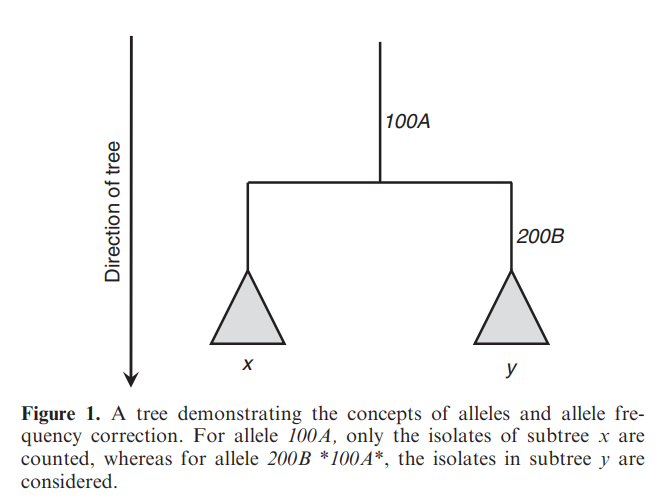 Direction of tree
100A
200B
x
y
Figure 1. A tree demonstrating the concepts of alleles and allele fre-
quency correction. For allele 100A, only the isolates of subtree x are
counted, whereas for allele 200B *100A*, the isolates in subtree y are
considered.